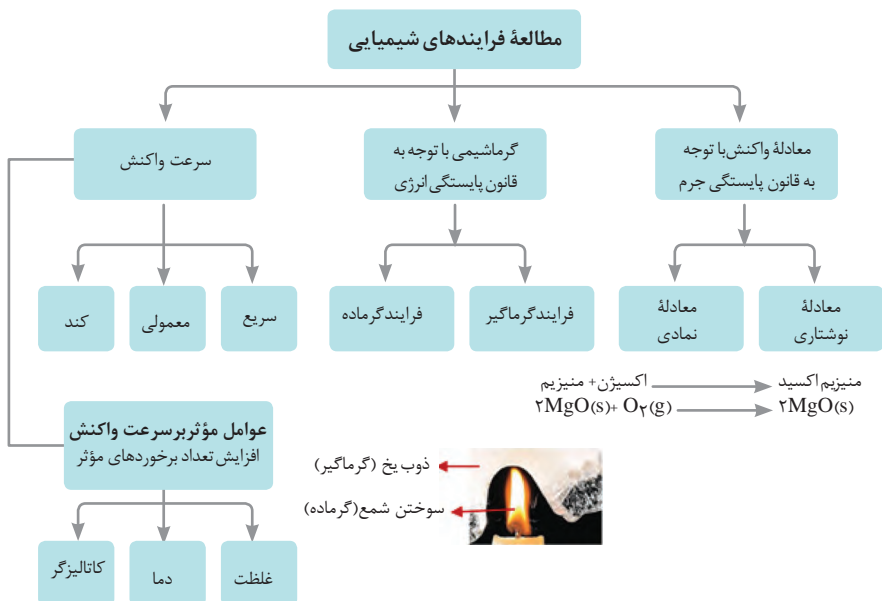 مطالعهٔ فرایندهای شیمیایی
معادلهٔ واکنش با توجه
به قانون پایستگی جرم
گرماشیمی با توجه به
قانون پایستگی انرژی
سرعت واکنش
معادلهٔ
نوشتاری
معادلهٔ
نمادی
فرایند گرماگیر
فرایند گرماده
سریع
معمولی
کند
منیزیم اکسید ⟵ اکسیژن + منیزیم
۲MgO(s)+ O۲(g) ⟶ ۲MgO(s)
عوامل مؤثر بر سرعت واکنش
افزایش تعداد برخوردهای مؤثر
غلظت
دما
کاتالیزگر
ذوب یخ (گرماگیر)
سوختن شمع(گرماده)